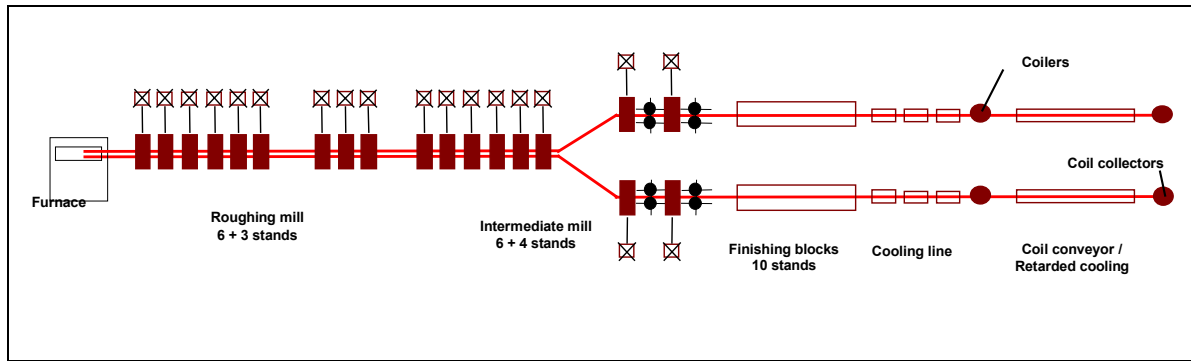 Coilers
Coil collectors
Furnace
Roughing mill
6 + 3 stands
Intermediate mill
6 + 4 stands
Finishing blocks
10 stands
Cooling line
Coil conveyor /
Retarded cooling